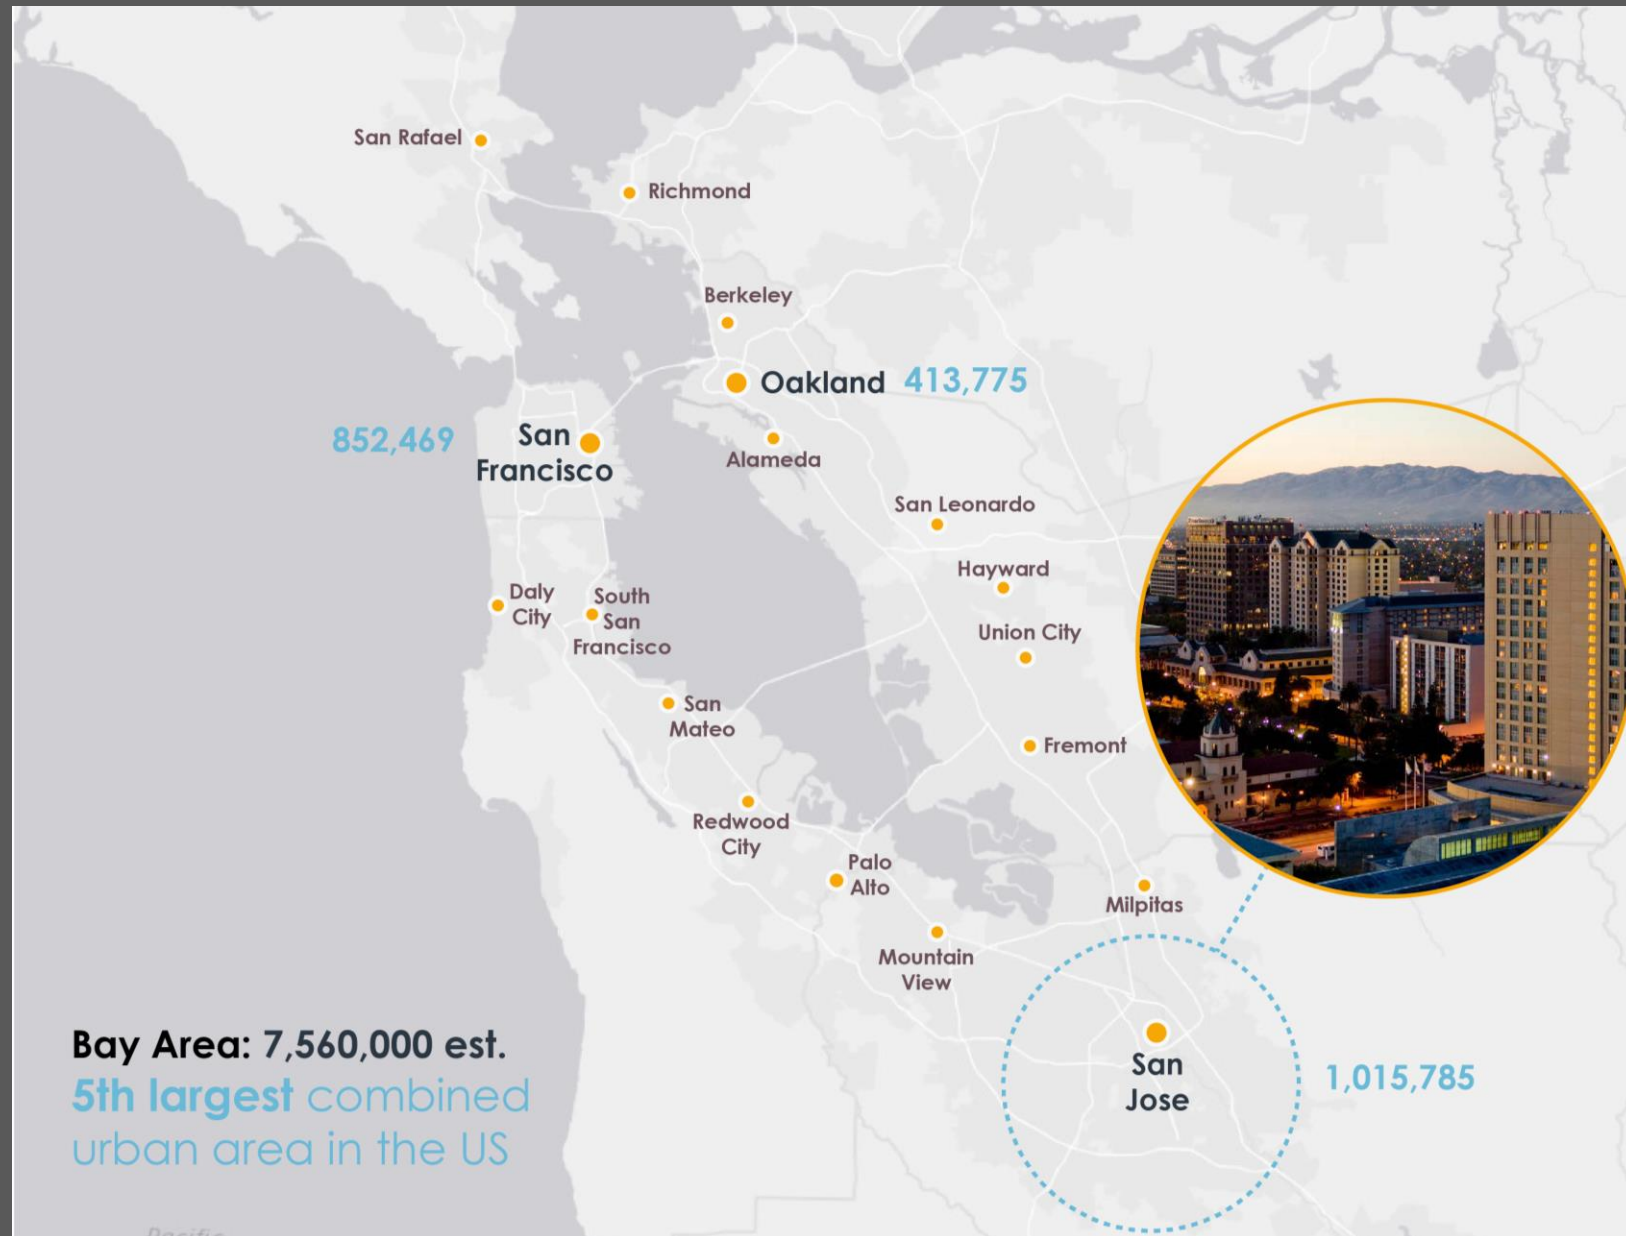 San Rafael
Richmond
Berkeley
Oakland 413,775
852,469
San
Francisco
Alameda
San Leonardo
Hayward
Daly
City
South
San
Francisco
Union City
San
Mateo
Fremont
Redwood
City
Palo
Alto
Milpitas
Mountain
View
San
Jose
1,015,785
Bay Area: 7,560,000 est.
5th largest combined
urban area in the US